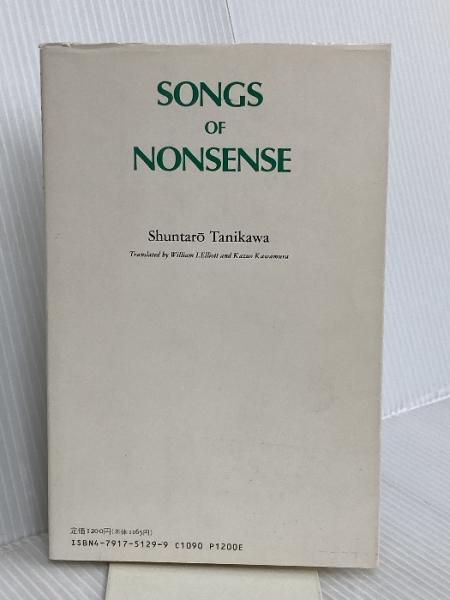 SONGS
OF
NONSENSE
Shuntarō Tanikawa
Translated by William I.Elliott and Kazuo Kawamura
定価1200円(本体1165円)
ISBN4-7917-5129-9 C1090 P1200E